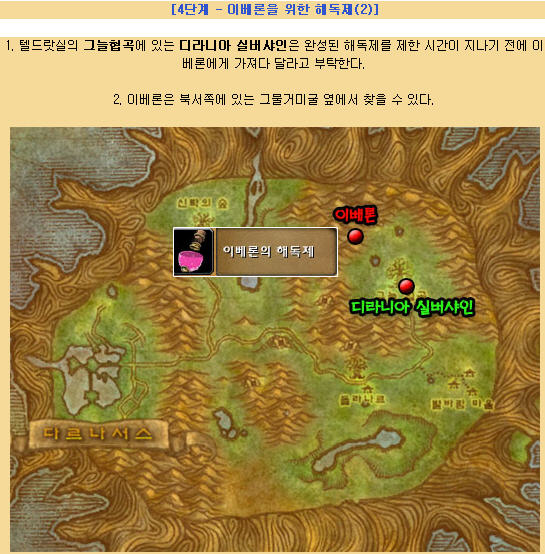 [4단계 - 이베론을 위한 해독제(2)]
1. 텔드랏실의 그늘협곡에 있는 디라니아 실버샤인은 완성된 해독제를 제한 시간이 지나기 전에 이
베론에게 가져다 달라고 부탁한다.
2. 이베론은 북서쪽에 있는 그물거미굴 옆에서 찾을 수 있다.
신탁의 숲
이베론
이베론의 해독제
디라니아 실버샤인
돌라나르
다르나서스